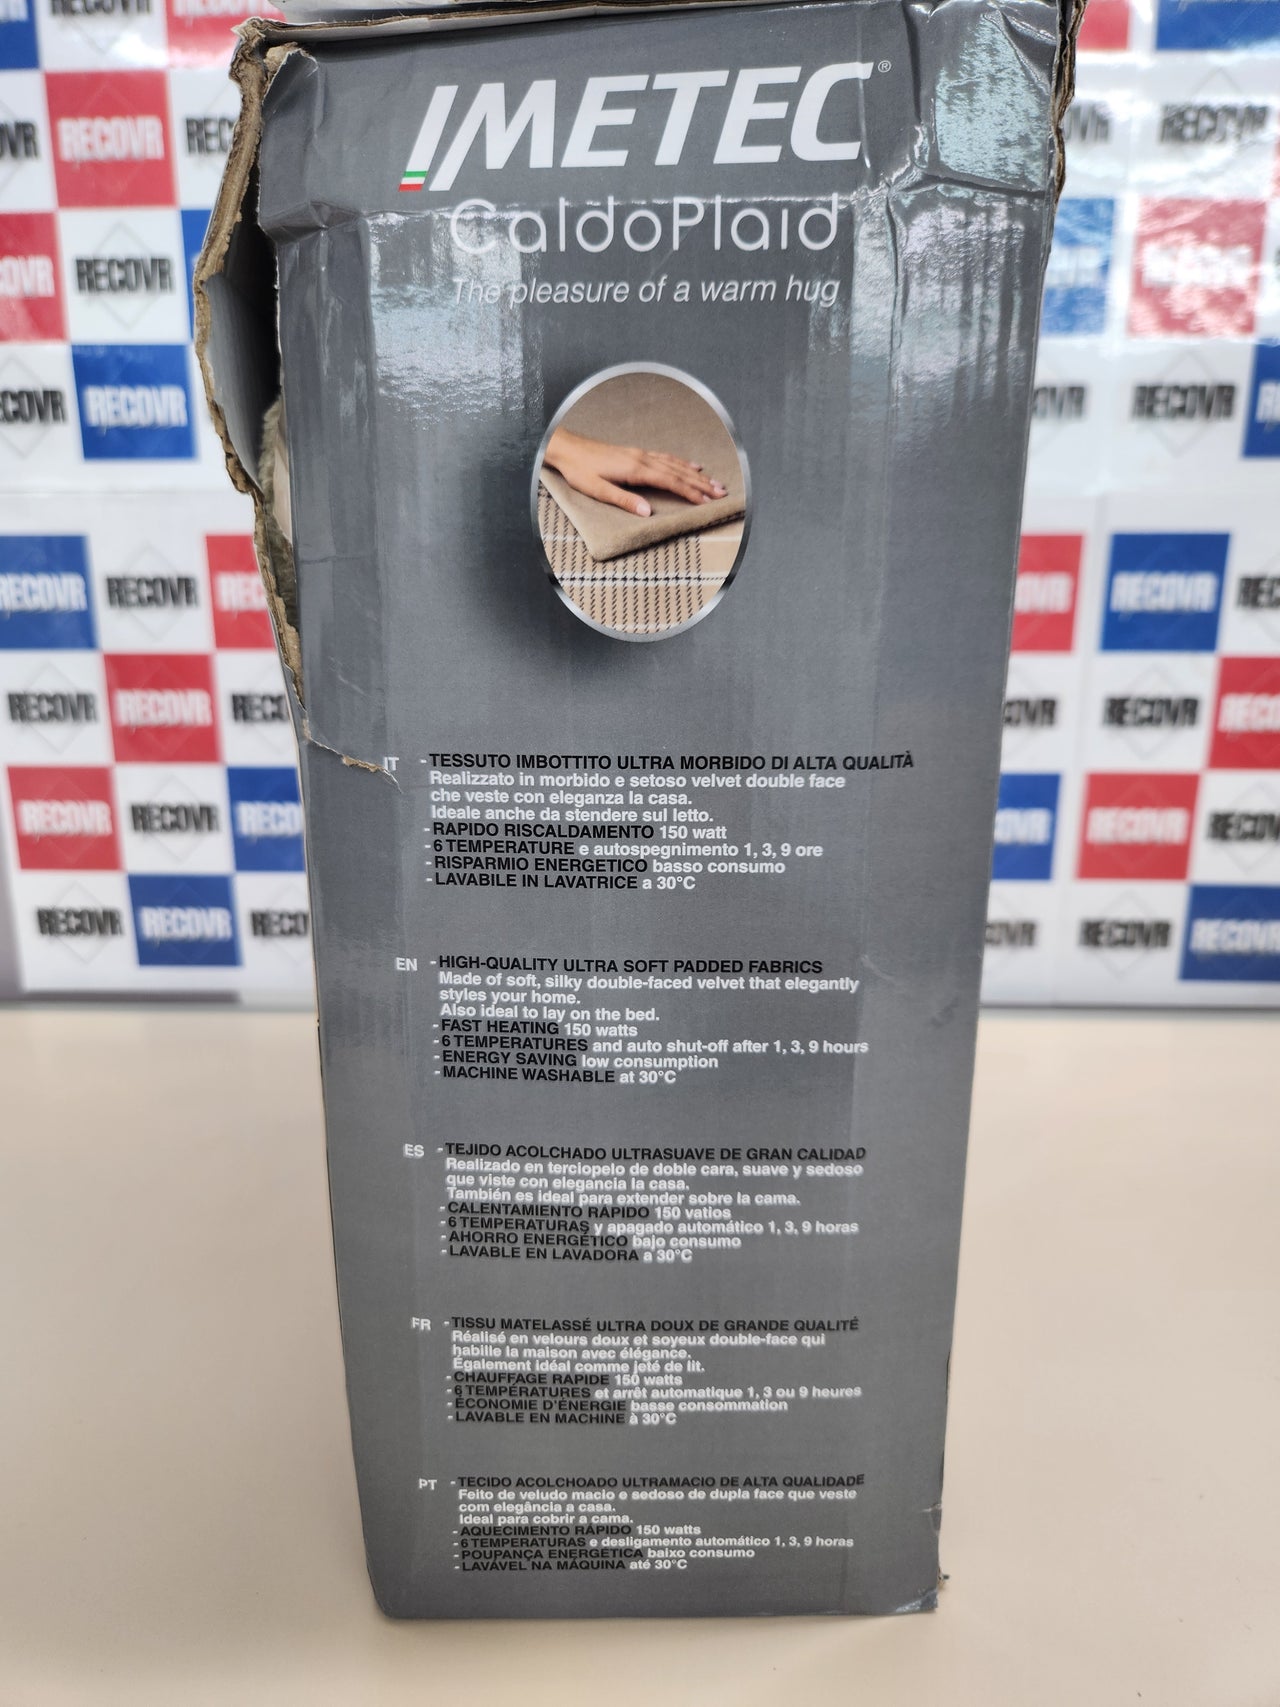 IMETEC®
CaldoPlaid
The pleasure of a warm hug
IT -TESSUTO IMBOTTITO ULTRA MORBIDO DI ALTA QUALITÀ
Realizzato in morbido e setoso velvet double face
che veste con eleganza la casa.
Ideale anche da stendere sul letto.
-RAPIDO RISCALDAMENTO 150 watt
-6 TEMPERATURE e autospegnimento 1, 3, 9 ore
-RISPARMIO ENERGETICO basso consumo
-LAVABILE IN LAVATRICE a 30°C
EN -HIGH-QUALITY ULTRA SOFT PADDED FABRICS
Made of soft, silky double-faced velvet that elegantly
styles your home.
Also ideal to lay on the bed.
-FAST HEATING 150 watts
-6 TEMPERATURES and auto shut-off after 1, 3, 9 hours
-ENERGY SAVING low consumption
-MACHINE WASHABLE at 30°C
ES -TEJIDO ACOLCHADO ULTRASUAVE DE GRAN CALIDAD
Realizado en terciopelo de doble cara, suave y sedoso
que viste con elegancia la casa.
También es ideal para extender sobre la cama.
-CALENTAMIENTO RÁPIDO 150 vatios
-6 TEMPERATURAS y apagado automático 1, 3, 9 horas
-AHORRO ENERGÉTICO bajo consumo
-LAVABLE EN LAVADORA a 30°C
FR -TISSU MATELASSÉ ULTRA DOUX DE GRANDE QUALITÉ
Réalisé en velours doux et soyeux double-face qui
habille la maison avec élégance.
Également idéal comme jeté de lit.
-CHAUFFAGE RAPIDE 150 watts
-6 TEMPÉRATURES et arrêt automatique 1, 3 ou 9 heures
-ÉCONOMIE D'ÉNERGIE basse consommation
-LAVABLE EN MACHINE à 30°C
PT -TECIDO ACOLCHOADO ULTRAMACIO DE ALTA QUALIDADE
Feito de veludo macio e sedoso de dupla face que veste
com elegância a casa.
Ideal para cobrir a cama.
-AQUECIMENTO RÁPIDO 150 watts
-6 TEMPERATURAS e desligamento automático 1, 3, 9 horas
-POUPANÇA ENERGÉTICA baixo consumo
-LAVÁVEL NA MÁQUINA até 30°C
RECOVR